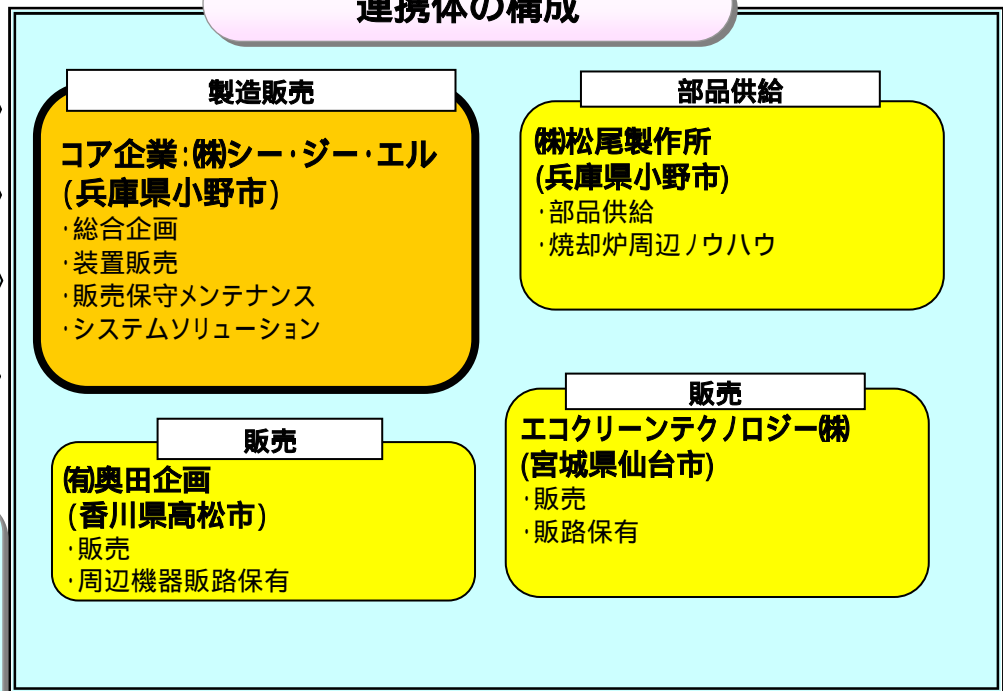 連携体の構成
製造販売
コア企業:㈱シー・ジー・エル
(兵庫県小野市)
・総合企画
・装置販売
・販売保守メンテナンス
・システムソリューション
部品供給
㈱松尾製作所
(兵庫県小野市)
・部品供給
・焼却炉周辺ノウハウ
販売
㈲奥田企画
(香川県高松市)
・販売
・周辺機器販路保有
販売
エコクリーンテクノロジー㈱
(宮城県仙台市)
・販売
・販路保有